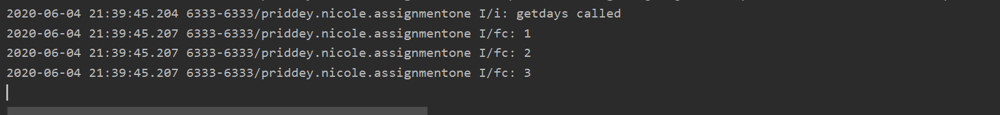 2020-06-04 21:39:45.204 6333-6333/priddey.nicole.assignmentone I/i: getdays called
2020-06-04 21:39:45.207 6333-6333/priddey.nicole.assignmentone I/fc: 1
2020-06-04 21:39:45.207 6333-6333/priddey.nicole.assignmentone I/fc: 2
2020-06-04 21:39:45.207 6333-6333/priddey.nicole.assignmentone I/fc: 3